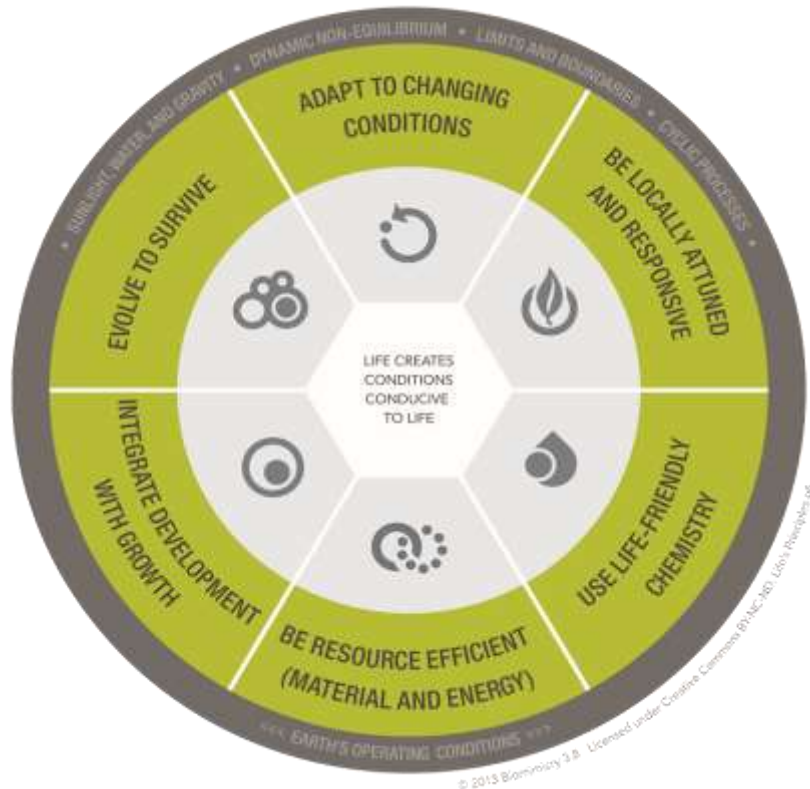 • SUNLIGHT, WATER, AND GRAVITY • DYNAMIC NON-EQUILIBRIUM • LIMITS AND BOUNDARIES • CYCLIC PROCESSES •
ADAPT TO CHANGING
CONDITIONS
BE LOCALLY ATTUNED
AND RESPONSIVE
USE LIFE-FRIENDLY
CHEMISTRY
BE RESOURCE EFFICIENT
(MATERIAL AND ENERGY)
INTEGRATE DEVELOPMENT
WITH GROWTH
EVOLVE TO SURVIVE
LIFE CREATES
CONDITIONS
CONDUCIVE
TO LIFE
<<< EARTH'S OPERATING CONDITIONS >>>
© 2013 Biomimicry 3.8. Licensed under Creative Commons BY-NC-ND. Life's Principles of